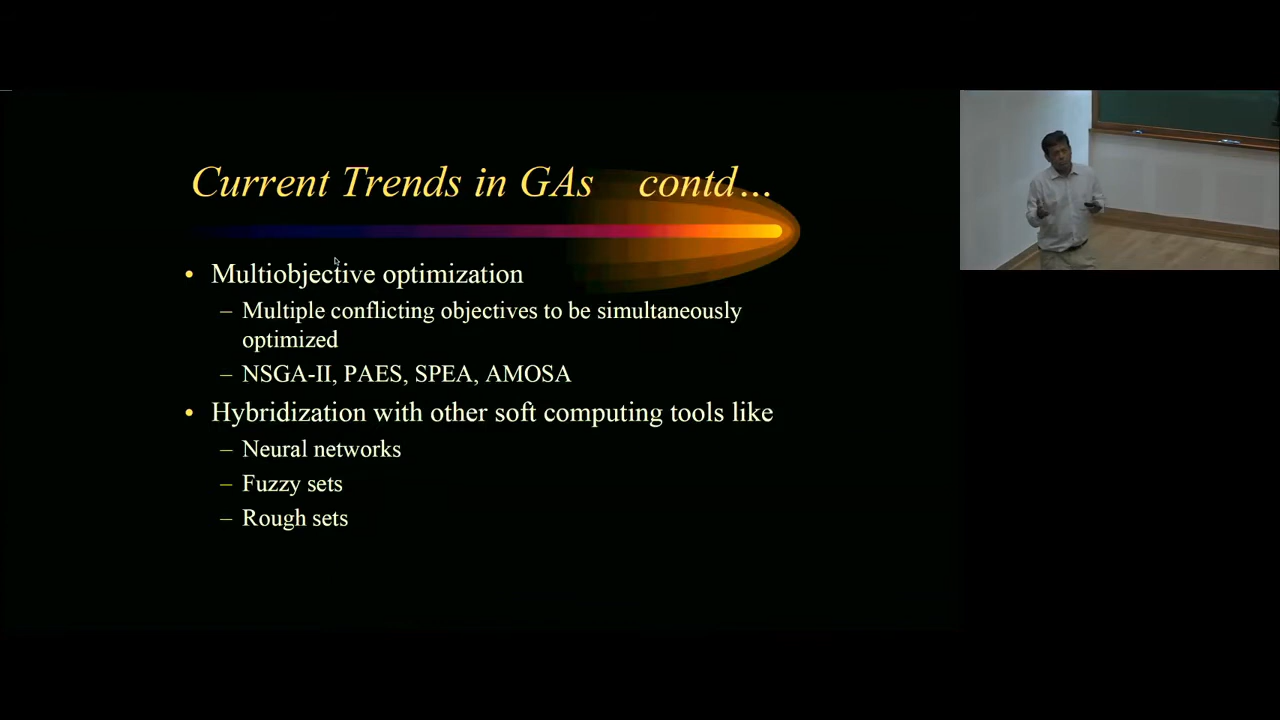 Current Trends in GAs contd…
• Multiobjective optimization
– Multiple conflicting objectives to be simultaneously
optimized
– NSGA-II, PAES, SPEA, AMOSA
• Hybridization with other soft computing tools like
– Neural networks
– Fuzzy sets
– Rough sets